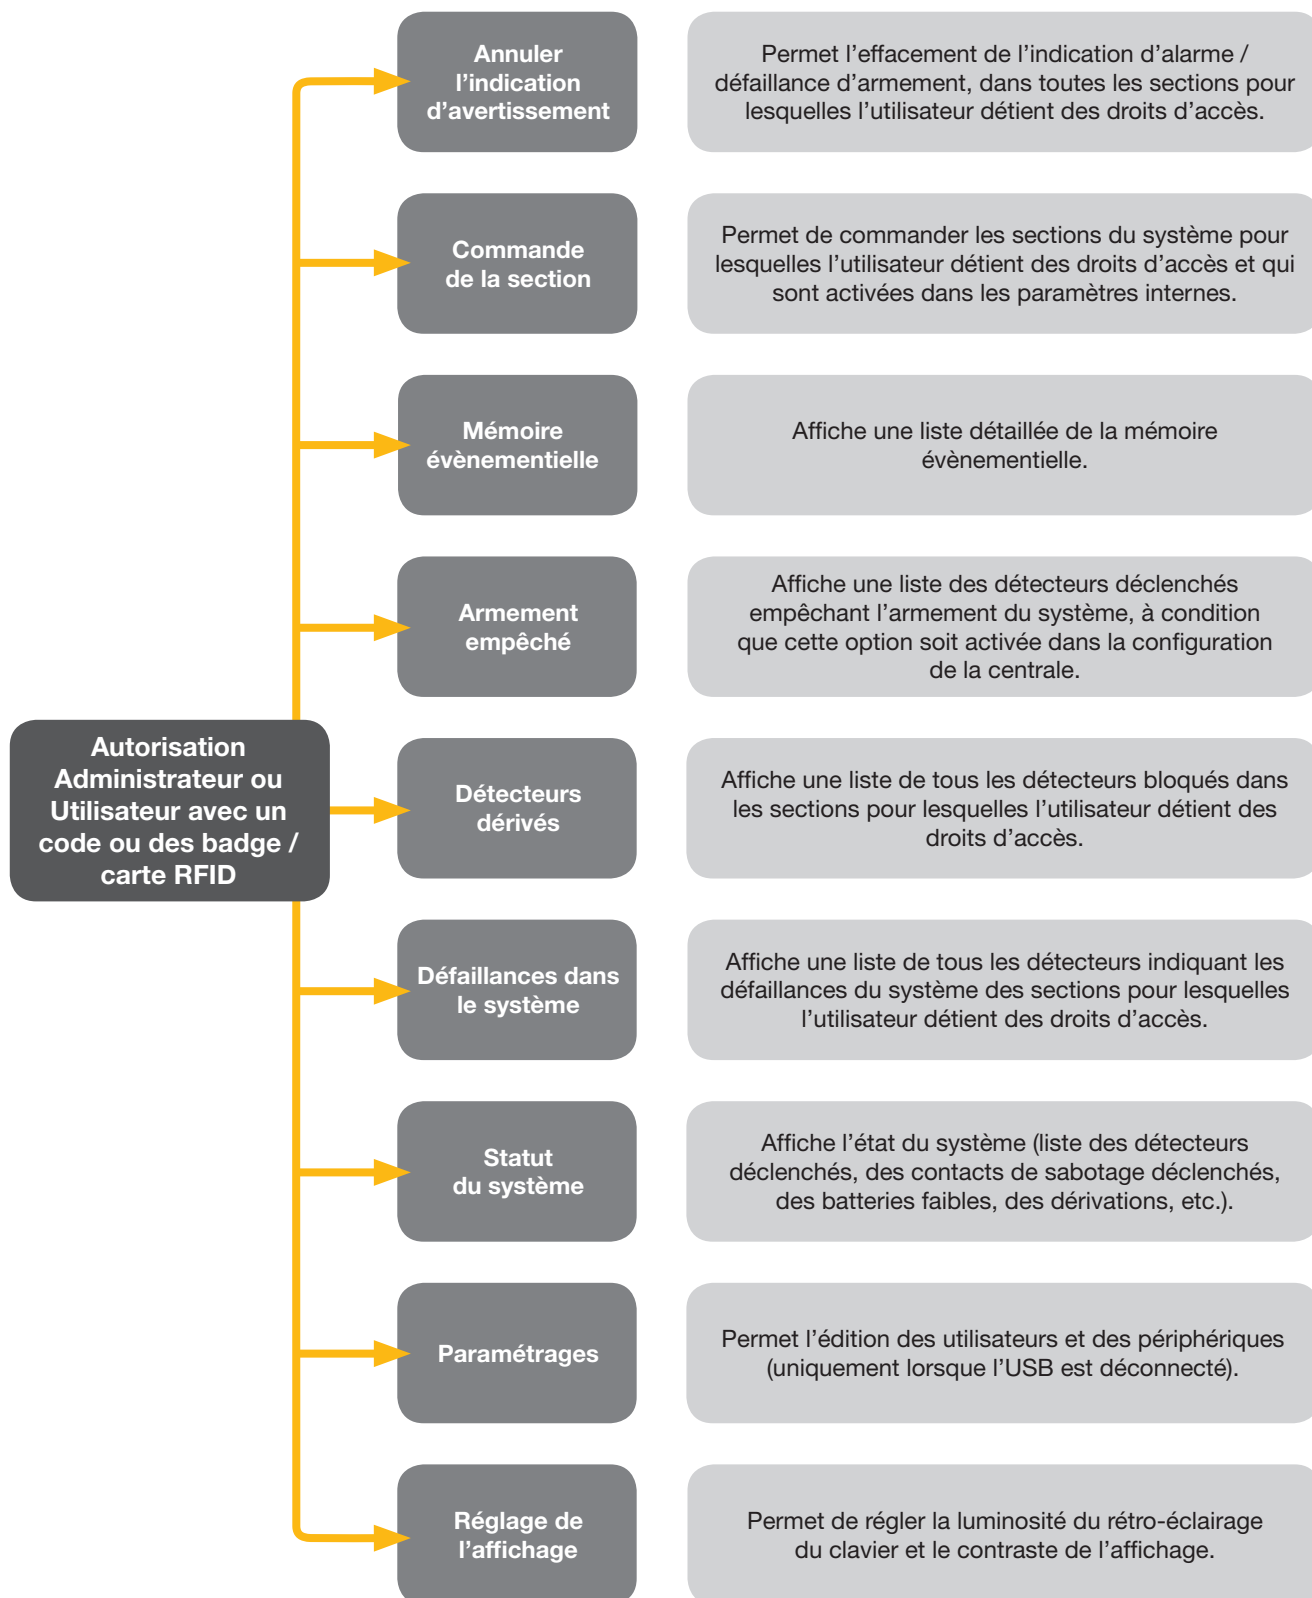 Annuler
l’indication
d’avertissement
Permet l’effacement de l’indication d’alarme /
défaillance d’armement, dans toutes les sections pour
lesquelles l’utilisateur détient des droits d’accès.
Commande
de la section
Permet de commander les sections du système pour
lesquelles l’utilisateur détient des droits d’accès et qui
sont activées dans les paramètres internes.
Mémoire
évènementielle
Affiche une liste détaillée de la mémoire
évènementielle.
Armement
empêché
Affiche une liste des détecteurs déclenchés
empêchant l’armement du système, à condition
que cette option soit activée dans la configuration
de la centrale.
Autorisation
Administrateur ou
Utilisateur avec un
code ou des badge /
carte RFID
Détecteurs
dérivés
Affiche une liste de tous les détecteurs bloqués dans
les sections pour lesquelles l’utilisateur détient des
droits d’accès.
Défaillances dans
le système
Affiche une liste de tous les détecteurs indiquant les
défaillances du système des sections pour lesquelles
l’utilisateur détient des droits d’accès.
Statut
du système
Affiche l’état du système (liste des détecteurs
déclenchés, des contacts de sabotage déclenchés,
des batteries faibles, des dérivations, etc.).
Paramétrages
Permet l’édition des utilisateurs et des périphériques
(uniquement lorsque l’USB est déconnecté).
Réglage de
l’affichage
Permet de régler la luminosité du rétro-éclairage
du clavier et le contraste de l’affichage.